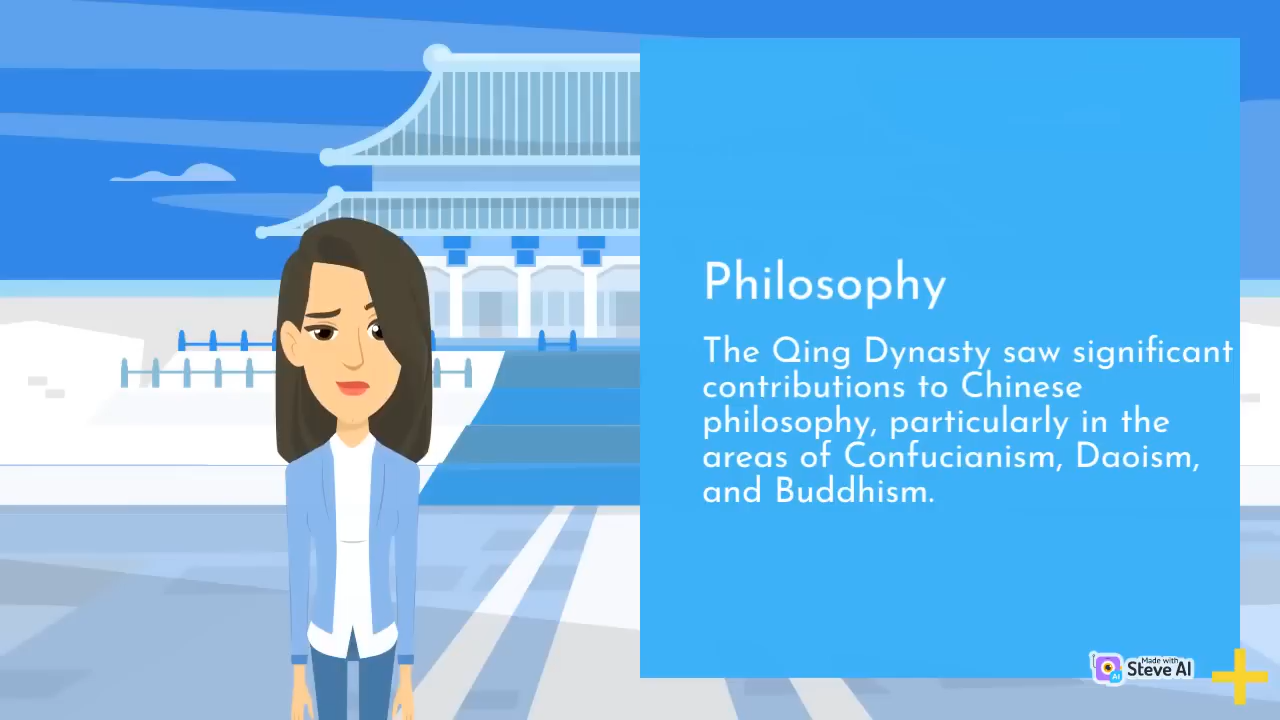 Philosophy
The Qing Dynasty saw significant
contributions to Chinese
philosophy, particularly in the
areas of Confucianism, Daoism,
and Buddhism.
Made with
Steve AI
AI